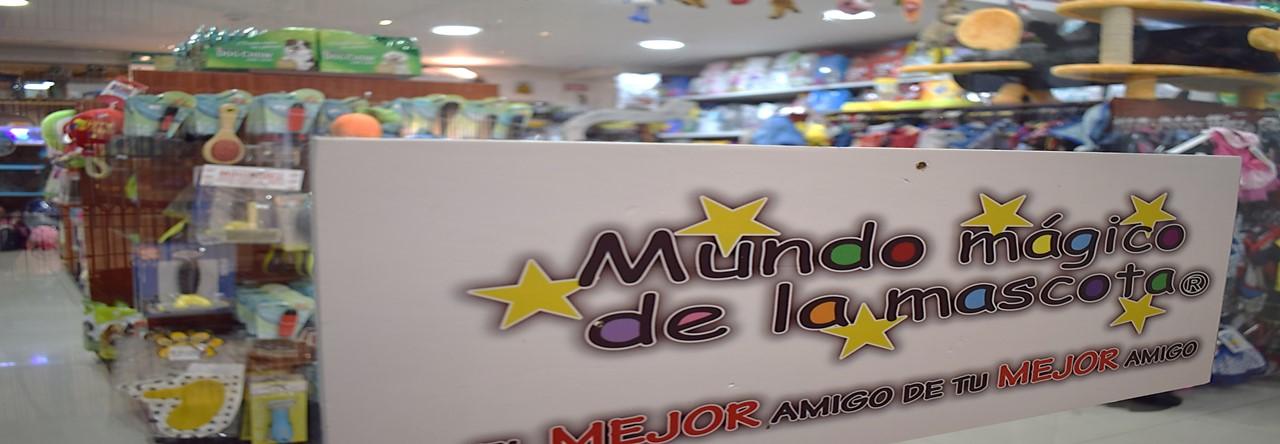 Mundo mágico
de la mascota®
MEJOR AMIGO DE TU MEJOR AMIGO